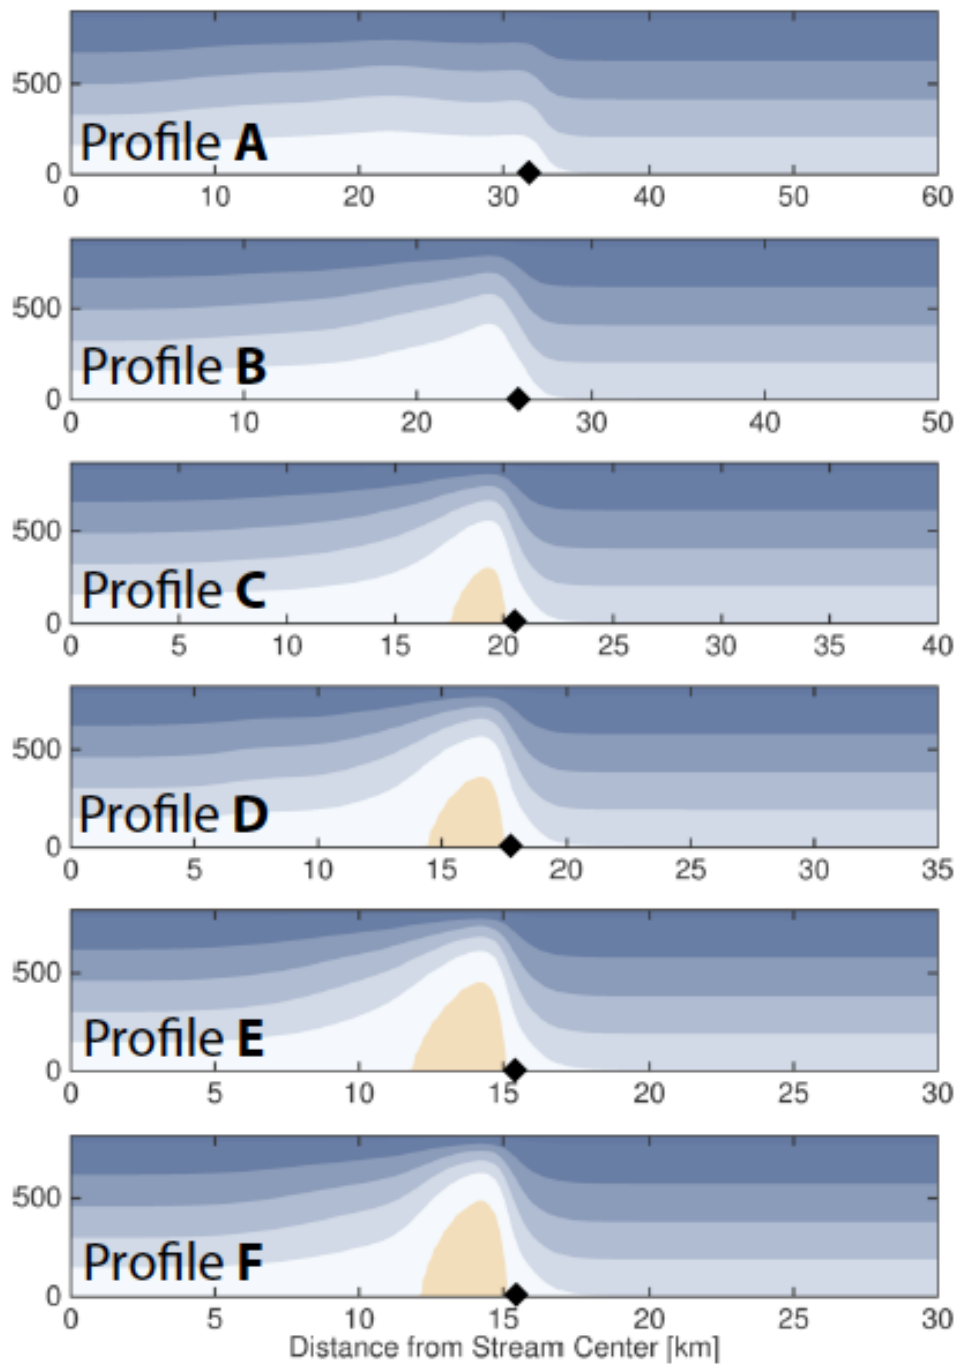 500
Profile A
0
0 10 20 30 40 50 60
500
Profile B
0
0 10 20 30 40 50
500
Profile C
0
0 5 10 15 20 25 30 35 40
500
Profile D
0
0 5 10 15 20 25 30 35
500
Profile E
0
0 5 10 15 20 25 30
500
Profile F
0
0 5 10 15 20 25 30
Distance from Stream Center [km]